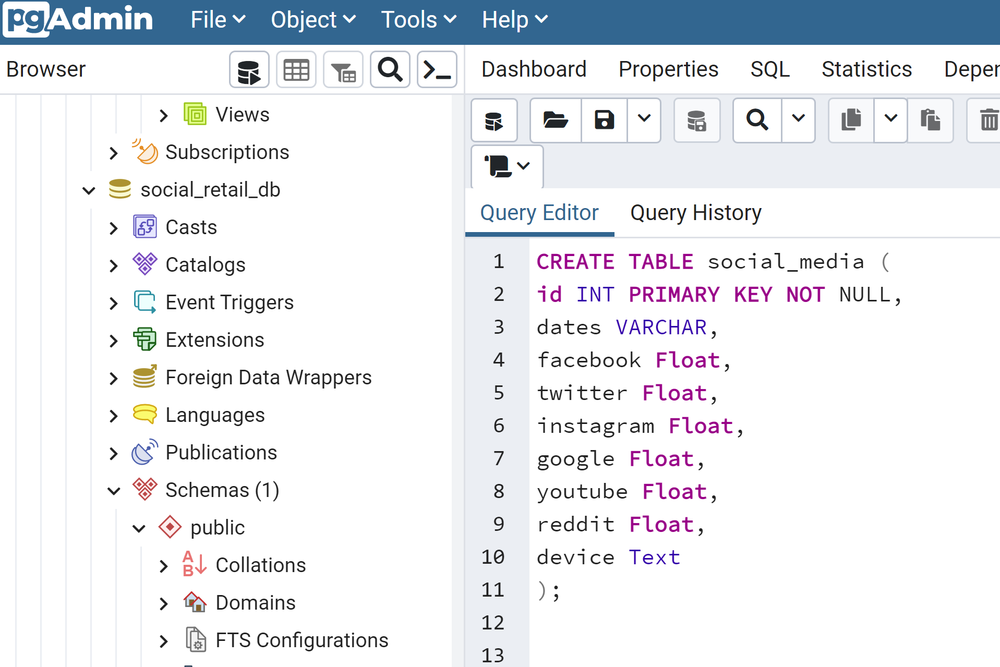 pgAdmin File Object Tools Help
Browser
Dashboard Properties SQL Statistics
Views
Subscriptions
social_retail_db
Casts
Catalogs
Event Triggers
Extensions
Foreign Data Wrappers
Languages
Publications
Schemas (1)
public
A
B
Collations
Domains
FTS Configurations
Query Editor Query History
1 CREATE TABLE social_media (
2 id INT PRIMARY KEY NOT NULL,
3 dates VARCHAR,
4 facebook Float,
5 twitter Float,
6 instagram Float,
7 google Float,
8 youtube Float,
9 reddit Float,
10 device Text
11 );
12
13